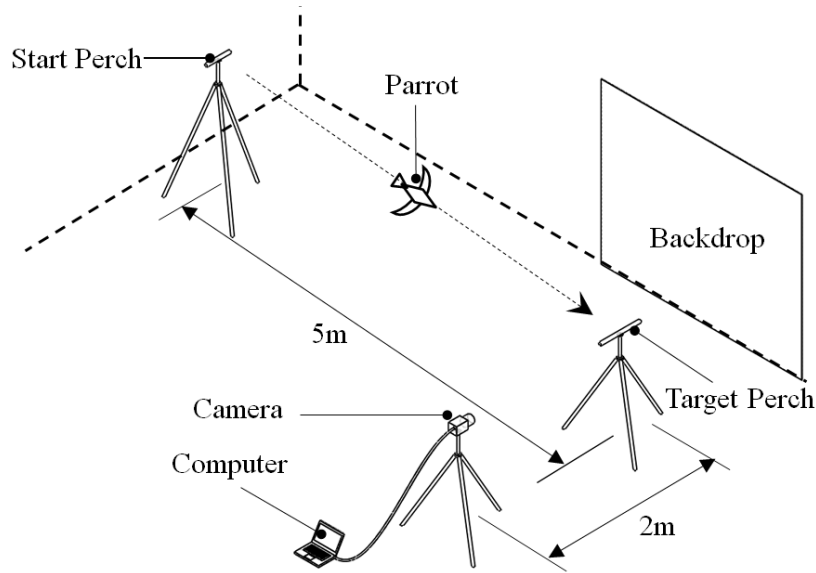 Start Perch
Parrot
Backdrop
5m
Target Perch
Camera
Computer
2m